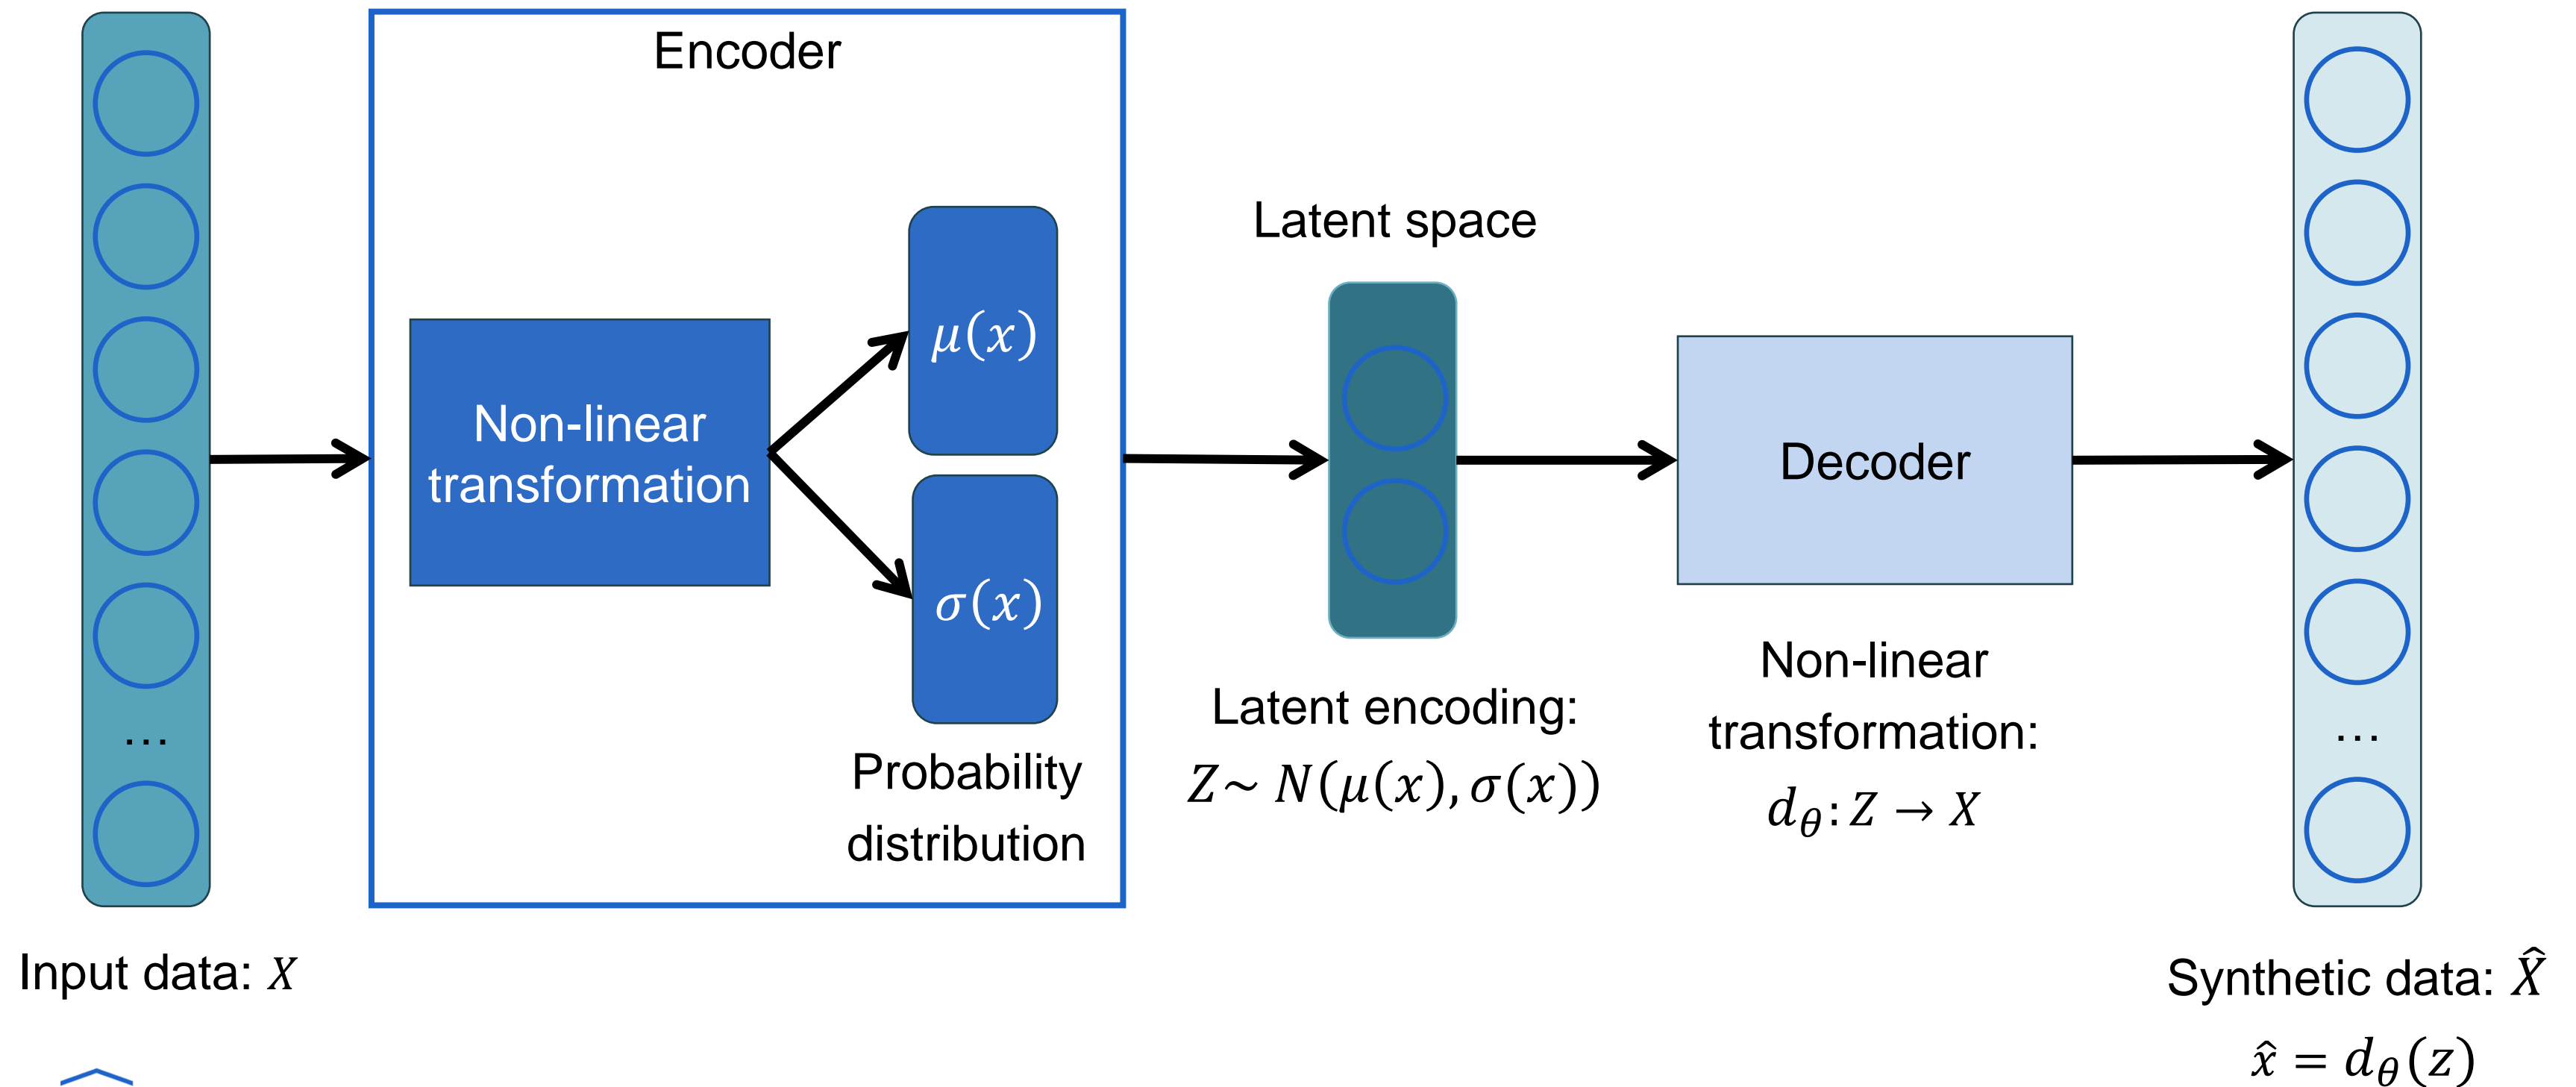 Encoder
Non-linear
transformation
μ(x)
σ(x)
Probability
distribution
Latent space
Latent encoding:
Z~ N(μ(x), σ(x))
Decoder
Non-linear
transformation:
d_θ: Z → X
...
...
Input data: X
Synthetic data: X̂
x̂ = d_θ(z)